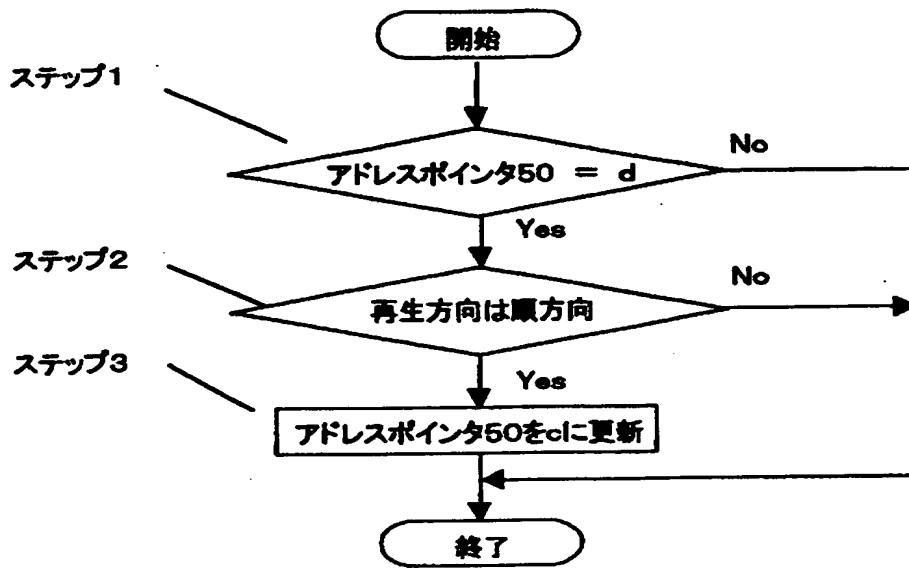 開始
ステップ1
アドレスポインタ50 = d
No
Yes
ステップ2
再生方向は順方向
No
ステップ3
Yes
アドレスポインタ50をcに更新
終了